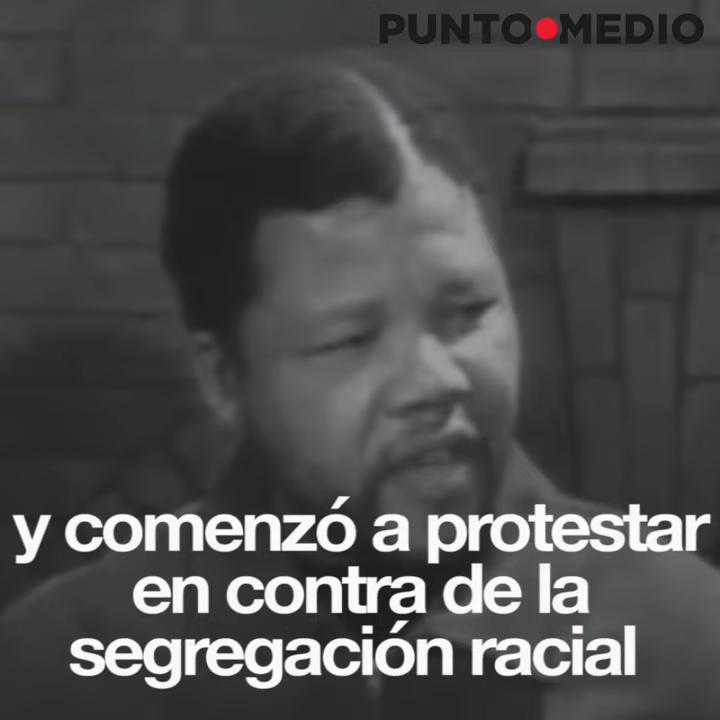 PUNTO•MEDIO
y comenzó a protestar
en contra de la
segregación racial